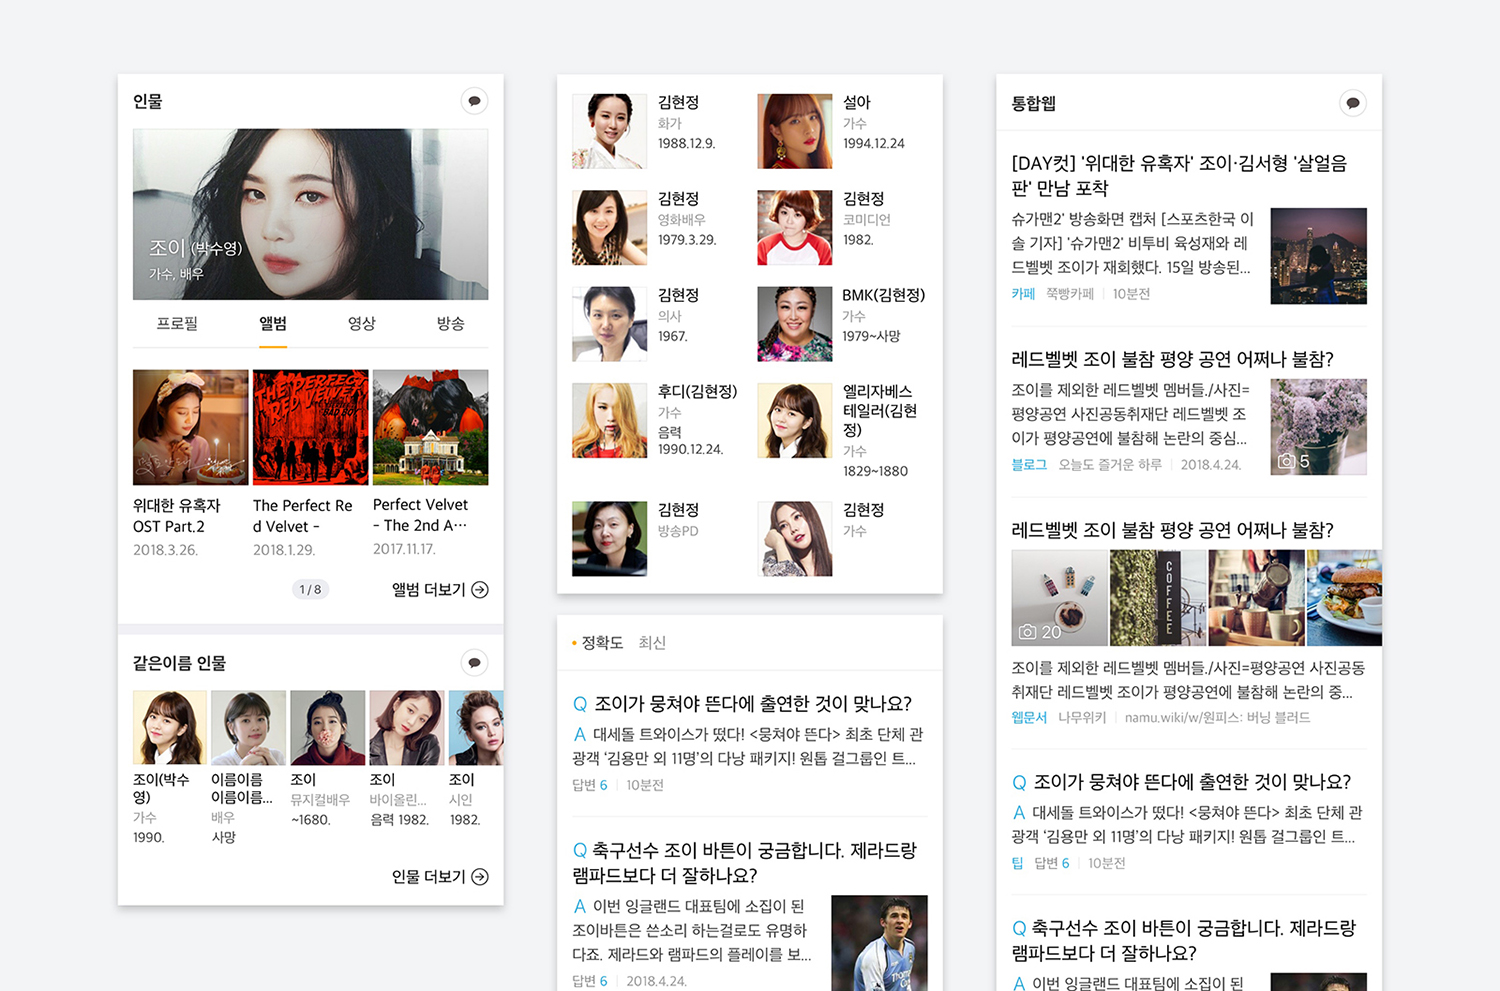 인물
조이 (박수영)
가수, 배우
프로필
앨범
영상
방송
THE PERFECT
RED VELVET
BAD BOY
위대한 유혹자
OST Part.2
2018.3.26.
The Perfect Re
d Velvet -
2018.1.29.
Perfect Velvet
- The 2nd A···
2017.11.17.
1 / 8
앨범 더보기
같은이름 인물
조이(박수
영)
가수
1990.
이름이름
이름이름...
배우
사망
조이
뮤지컬배우
~1680.
조이
바이올린...
음력 1982.
조이
시인
1982.
인물 더보기
김현정
화가
1988.12.9.
설아
가수
1994.12.24
김현정
영화배우
1979.3.29.
김현정
코미디언
1982.
김현정
의사
1967.
BMK(김현정)
가수
1979~사망
후디(김현정)
가수
음력
1990.12.24.
엘리자베스
테일러(김현
정)
가수
1829~1880
김현정
방송PD
김현정
가수
정확도
최신
Q 조이가 뭉쳐야 뜬다에 출연한 것이 맞나요?
A 대세돌 트와이스가 떴다! <뭉쳐야 뜬다> 최초 단체 관
광객 ‘김용만 외 11명’의 다낭 패키지! 원톱 걸그룹인 트...
답변 6 | 10분전
Q 축구선수 조이 바튼이 궁금합니다. 제라드랑
램파드보다 더 잘하나요?
A 이번 잉글랜드 대표팀에 소집이 된
조이바튼은 쓴소리 하는걸로도 유명하
다죠. 제라드와 램파드의 플레이를 보...
답변 6 | 2018.4.24.
통합웹
[DAY컷] '위대한 유혹자' 조이·김서형 '살얼음
판' 만남 포착
슈가맨2' 방송화면 캡처 [스포츠한국 이
솔 기자] '슈가맨2' 비투비 육성재와 레
드벨벳 조이가 재회했다. 15일 방송된...
카페 쭉빵카페 | 10분전
레드벨벳 조이 불참 평양 공연 어쩌나 불참?
조이를 제외한 레드벨벳 멤버들./사진=
평양공연 사진공동취재단 레드벨벳 조
이가 평양공연에 불참해 논란의 중심...
블로그 오늘도 즐거운 하루 | 2018.4.24.
5
레드벨벳 조이 불참 평양 공연 어쩌나 불참?
20
COFFEE
조이를 제외한 레드벨벳 멤버들./사진=평양공연 사진공동
취재단 레드벨벳 조이가 평양공연에 불참해 논란의 중...
웹문서 나무위키 | namu.wiki/w/원피스: 버닝 블러드
Q 조이가 뭉쳐야 뜬다에 출연한 것이 맞나요?
A 대세돌 트와이스가 떴다! <뭉쳐야 뜬다> 최초 단체 관
광객 ‘김용만 외 11명’의 다낭 패키지! 원톱 걸그룹인 트...
팁 답변 6 | 10분전
Q 축구선수 조이 바튼이 궁금합니다. 제라드랑
램파드보다 더 잘하나요?
A 이번 잉글랜드 대표팀에 소집이 된